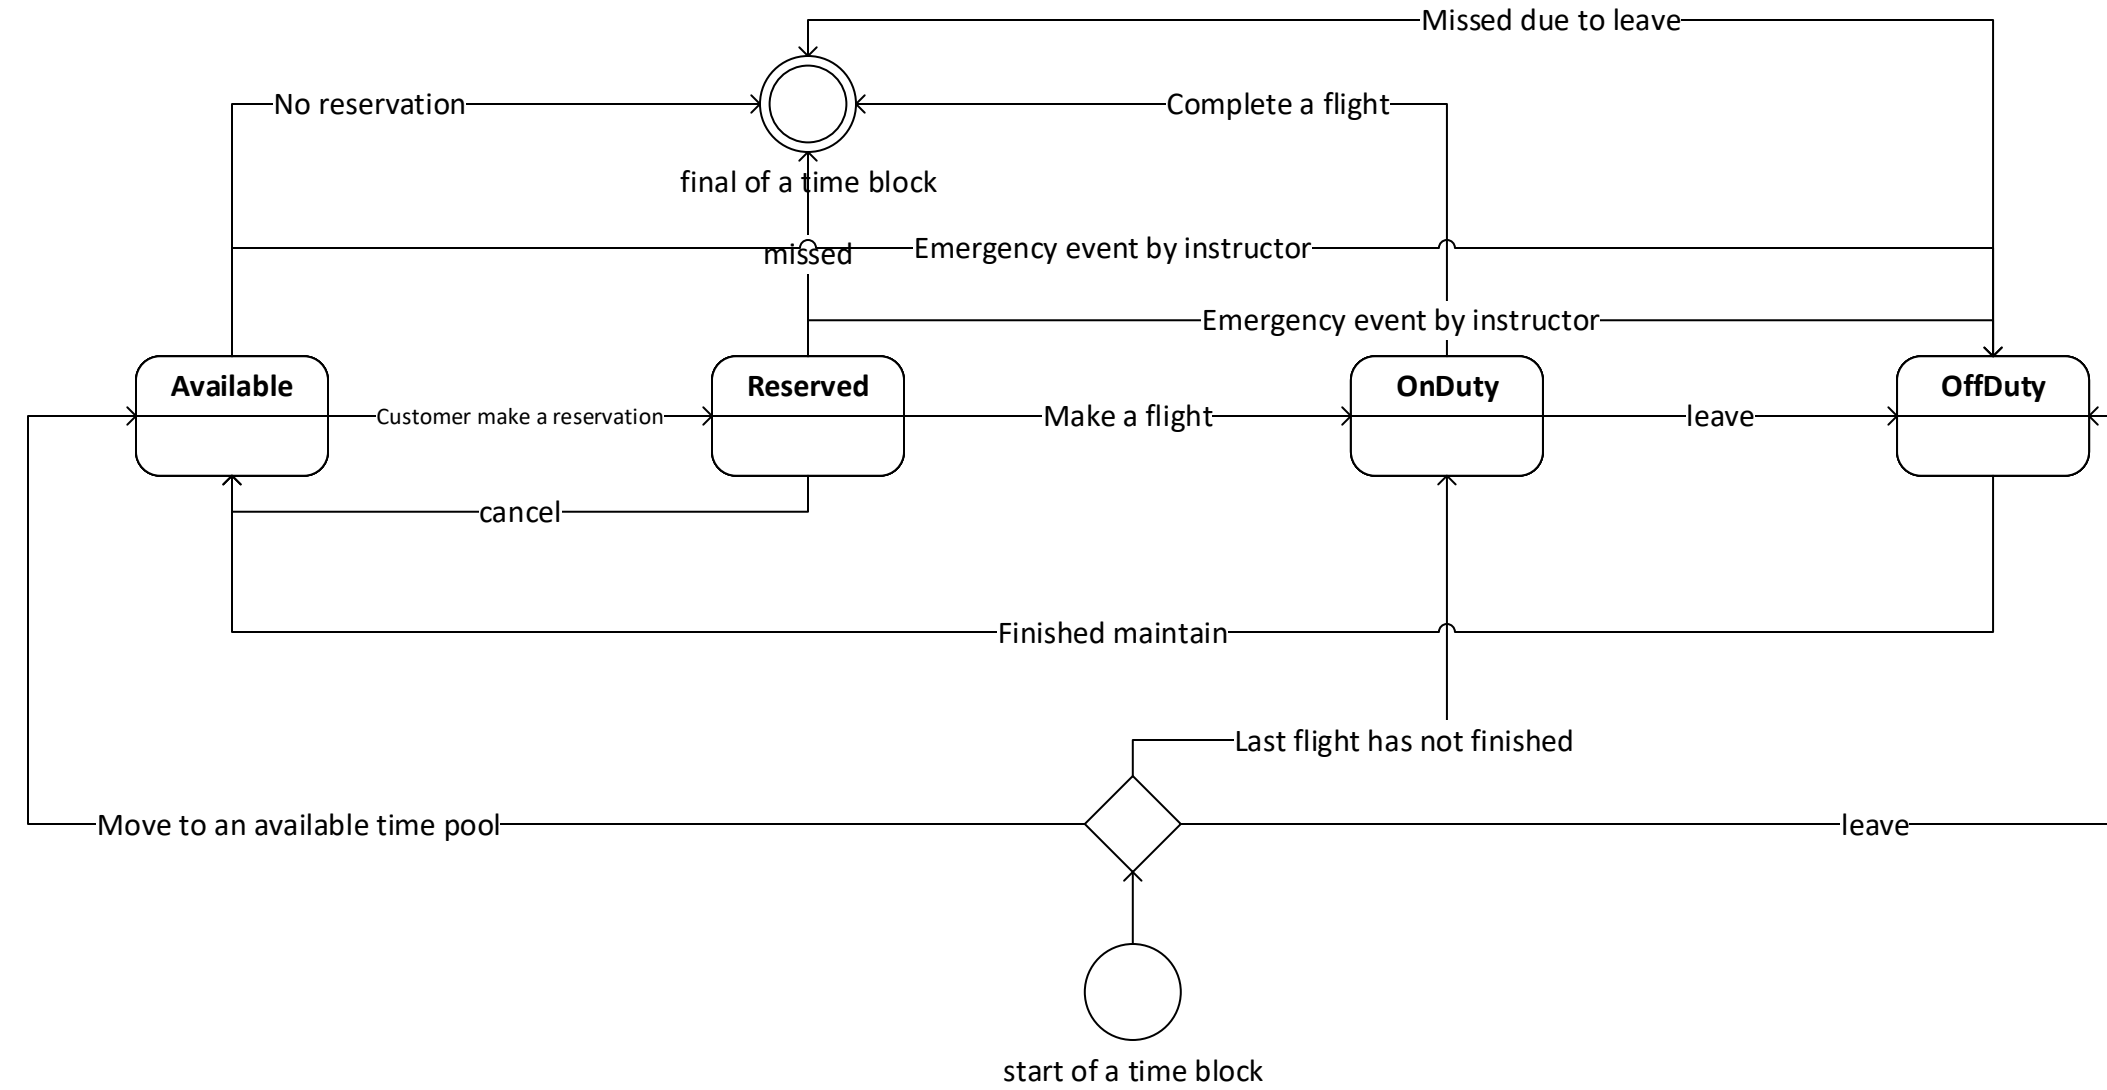 Missed due to leave
No reservation
Complete a flight
final of a time block
missed
Emergency event by instructor
Emergency event by instructor
Available
Reserved
OnDuty
OffDuty
Customer make a reservation
Make a flight
leave
cancel
Finished maintain
Last flight has not finished
Move to an available time pool
leave
start of a time block